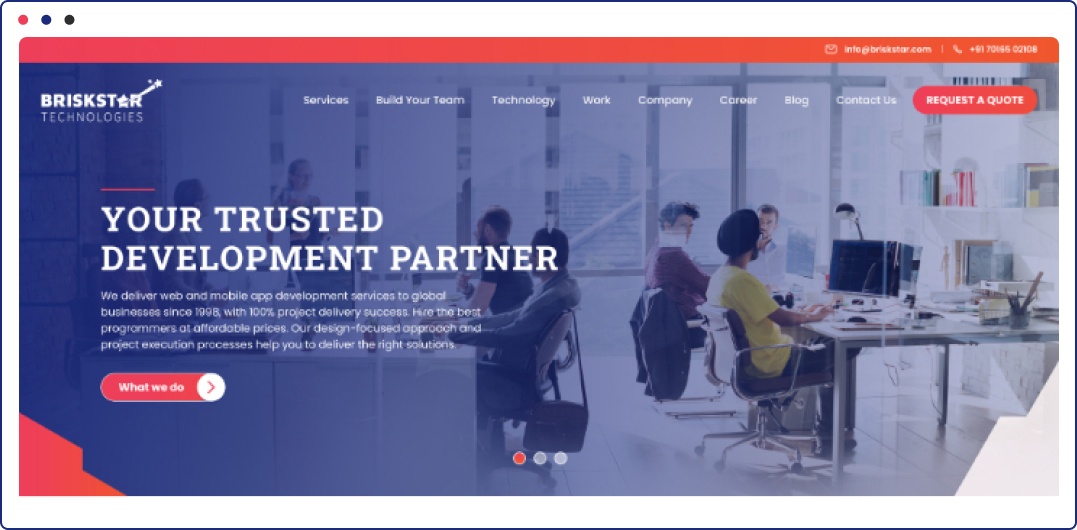 info@briskstar.com | +91 70165 02108
BRISKSTAR
TECHNOLOGIES
Services Build Your Team Technology Work Company Career Blog Contact Us REQUEST A QUOTE
YOUR TRUSTED
DEVELOPMENT PARTNER
We deliver web and mobile app development services to global
businesses since 1998, with 100% project delivery success. Hire the best
programmers at affordable prices. Our design-focused approach and
project execution processes help you to deliver the right solutions.
What we do